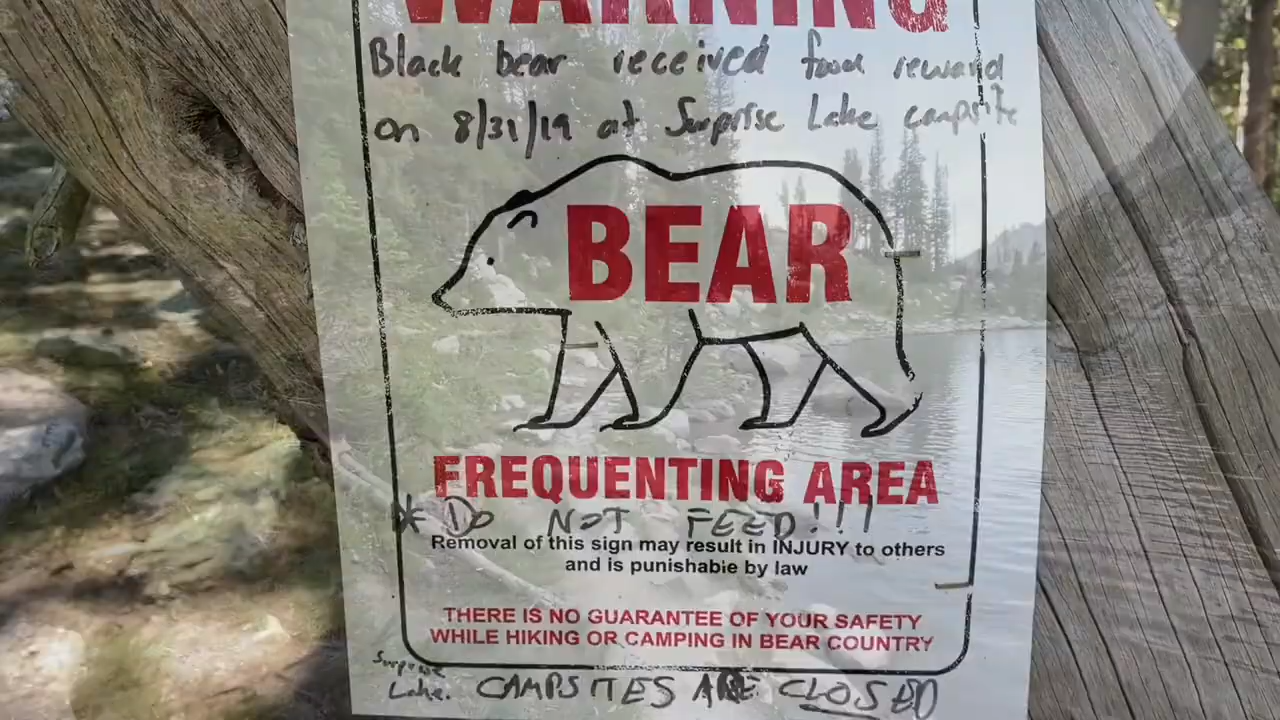 WARNING
Black bear received food reward
on 8/31/19 at Surprise Lake campsite
BEAR
FREQUENTING AREA
* DO NOT FEED!!!
Removal of this sign may result in INJURY to others
and is punishable by law
THERE IS NO GUARANTEE OF YOUR SAFETY
WHILE HIKING OR CAMPING IN BEAR COUNTRY
Surprise
Lake. CAMPSITES ARE CLOSED